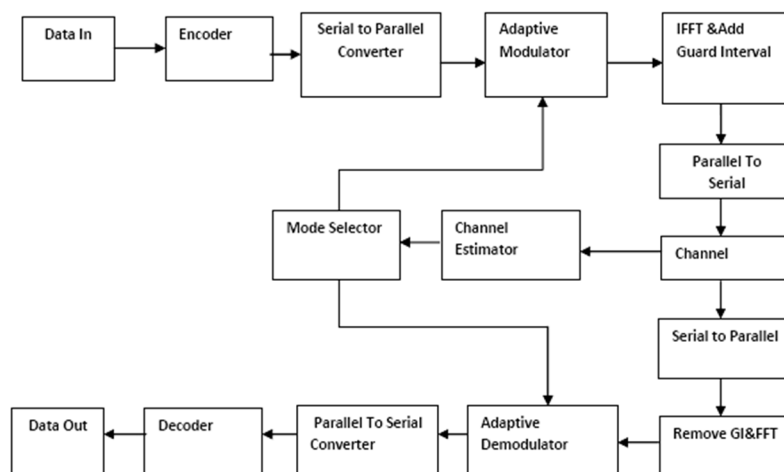 Data In
Encoder
Serial to Parallel
Converter
Adaptive
Modulator
IFFT &Add
Guard Interval
Parallel To
Serial
Mode Selector
Channel
Estimator
Channel
Serial to Parallel
Data Out
Decoder
Parallel To Serial
Converter
Adaptive
Demodulator
Remove GI&FFT